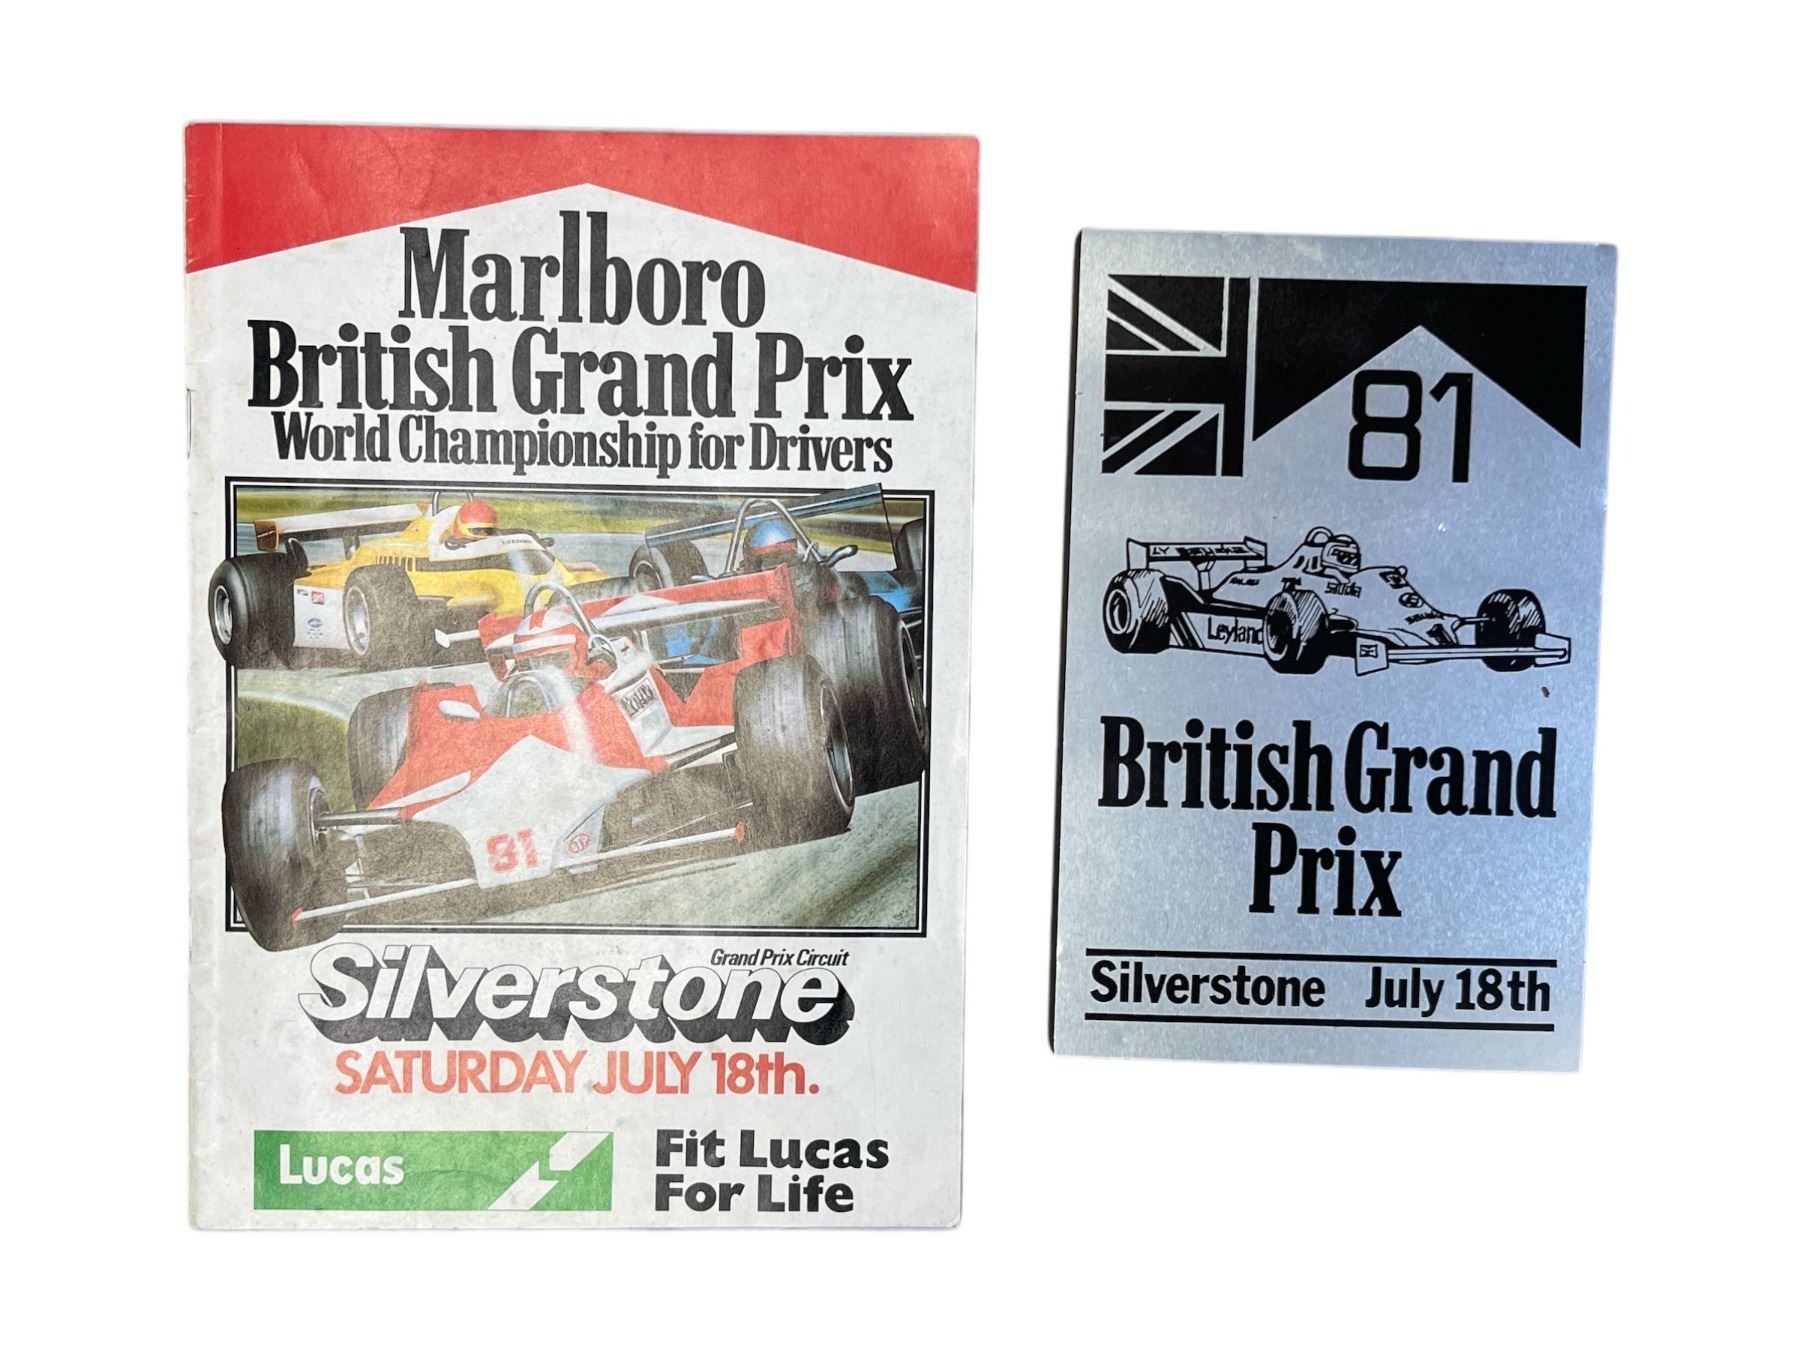 Marlboro
British Grand Prix
World Championship for Drivers
81
STP
Grand Prix Circuit
Silverstone
SATURDAY JULY 18th.
Lucas
Fit Lucas
For Life
81
Saudia
Leyland
British Grand
Prix
Silverstone July 18th